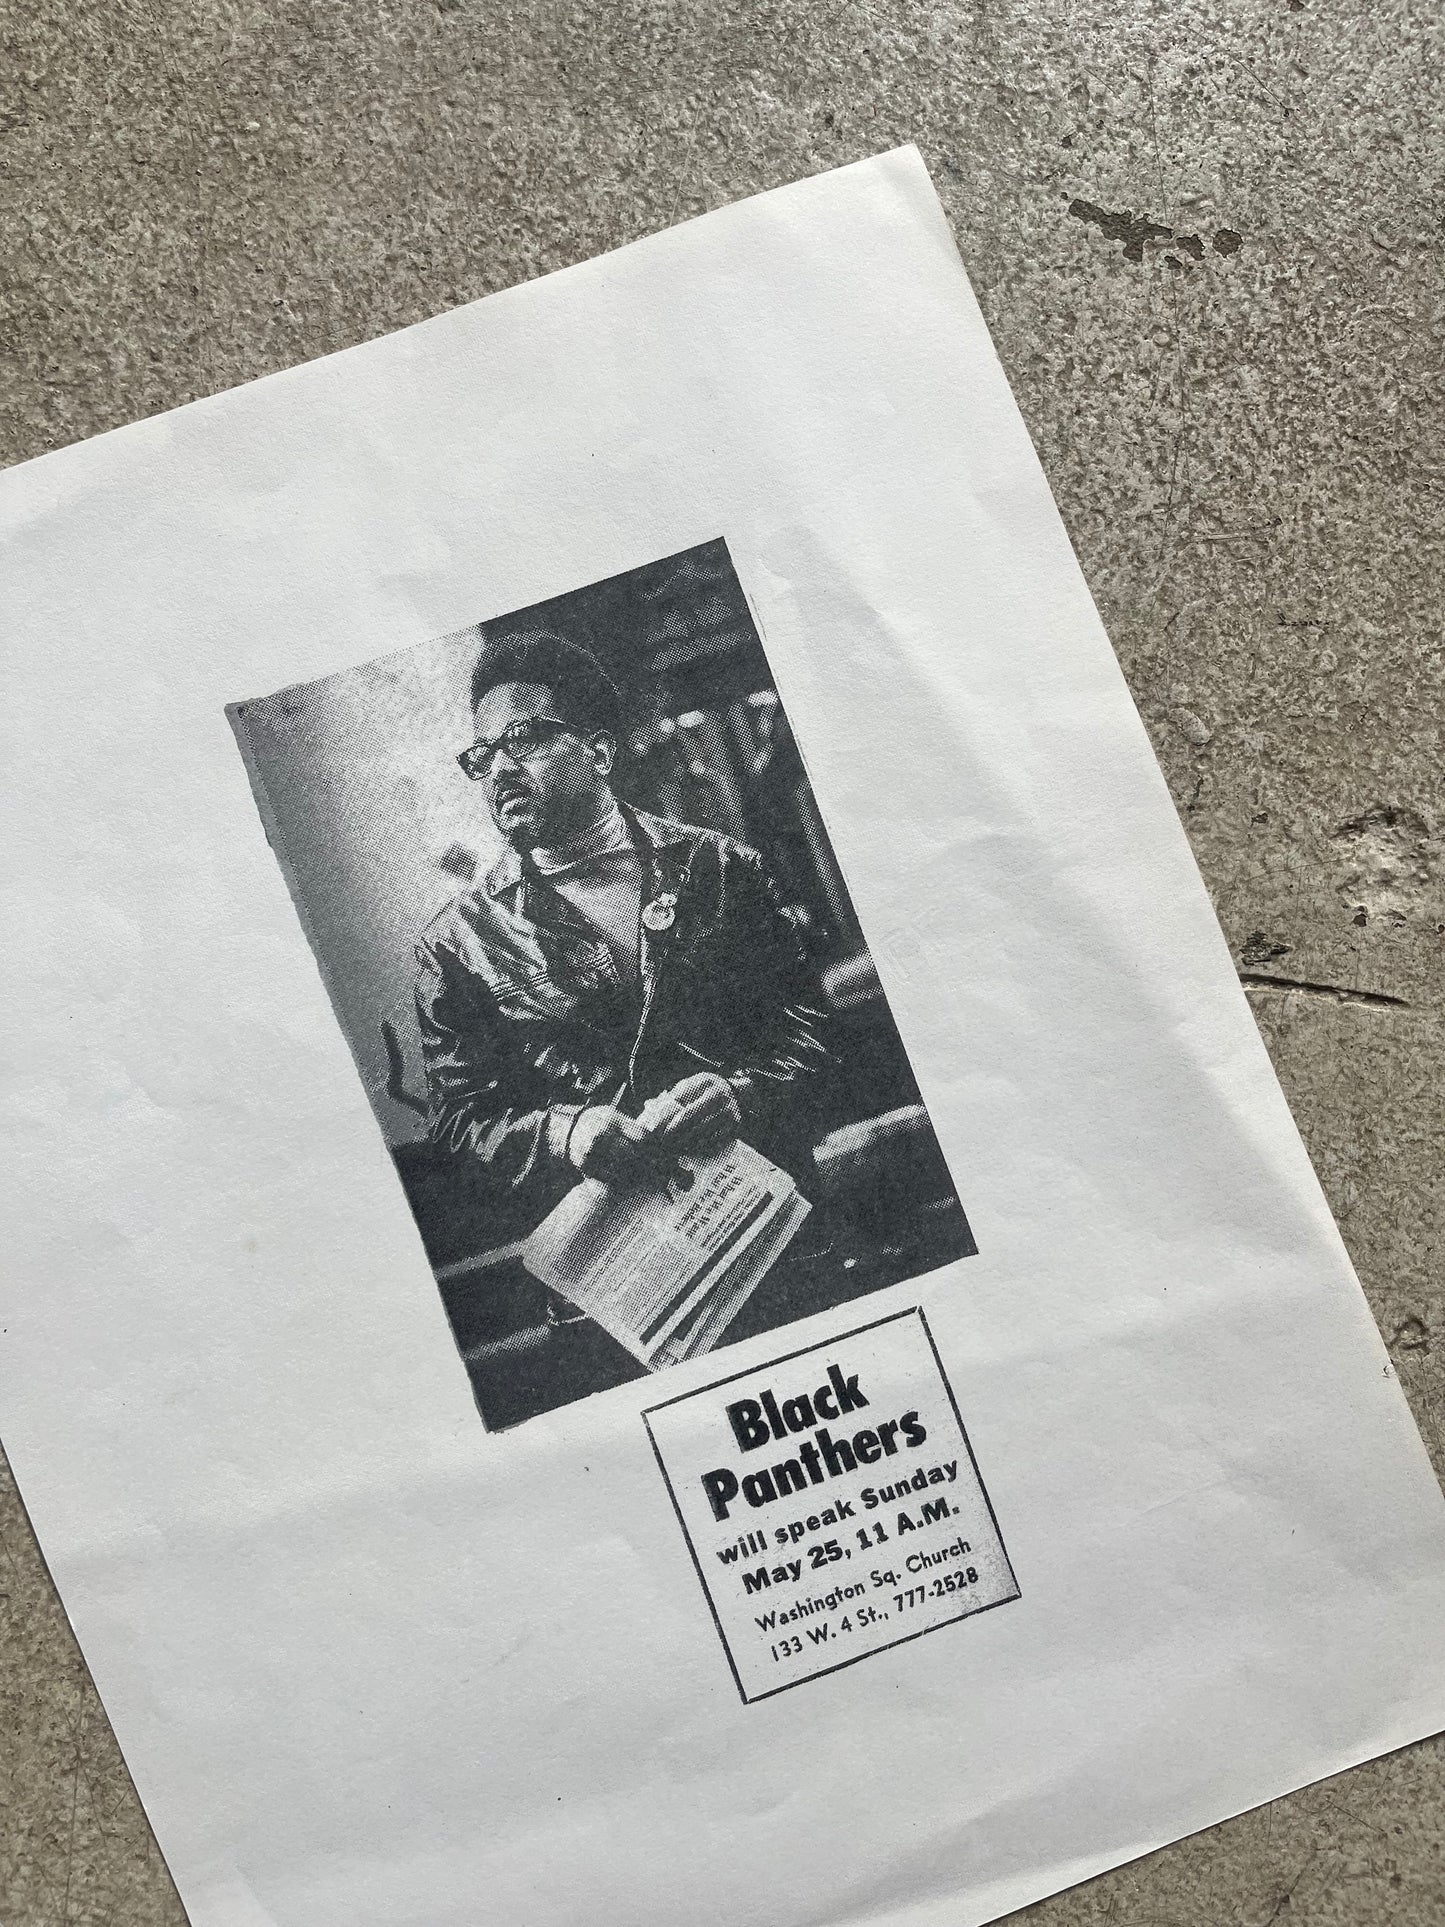 Black
Panthers
will speak Sunday
May 25, 11 A.M.
Washington Sq. Church
133 W. 4 St., 777-2528